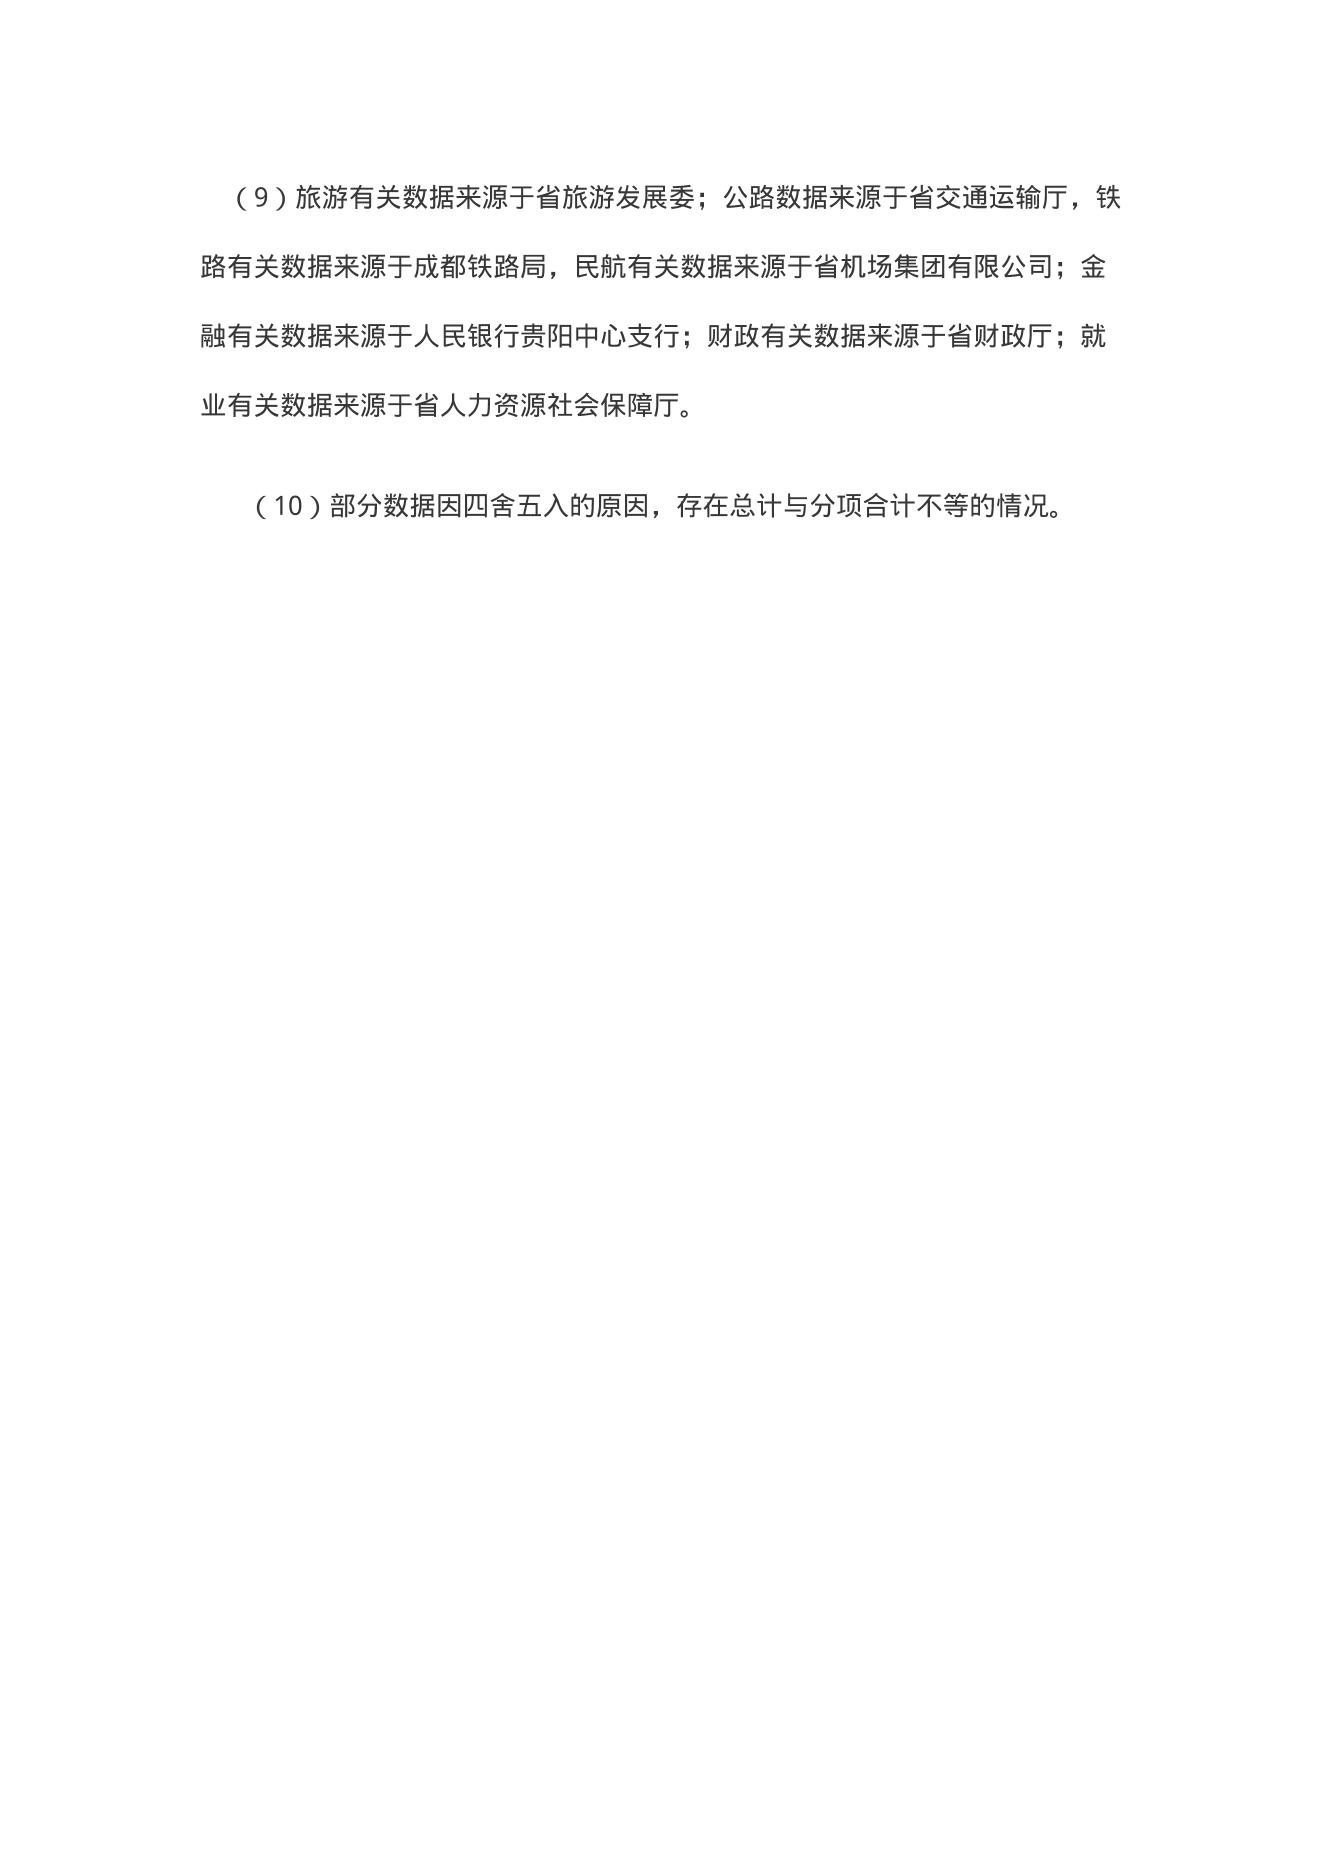 （9）旅游有关数据来源于省旅游发展委；公路数据来源于省交通运输厅，铁
路有关数据来源于成都铁路局，民航有关数据来源于省机场集团有限公司；金
融有关数据来源于人民银行贵阳中心支行；财政有关数据来源于省财政厅；就
业有关数据来源于省人力资源社会保障厅。
（10）部分数据因四舍五入的原因，存在总计与分项合计不等的情况。